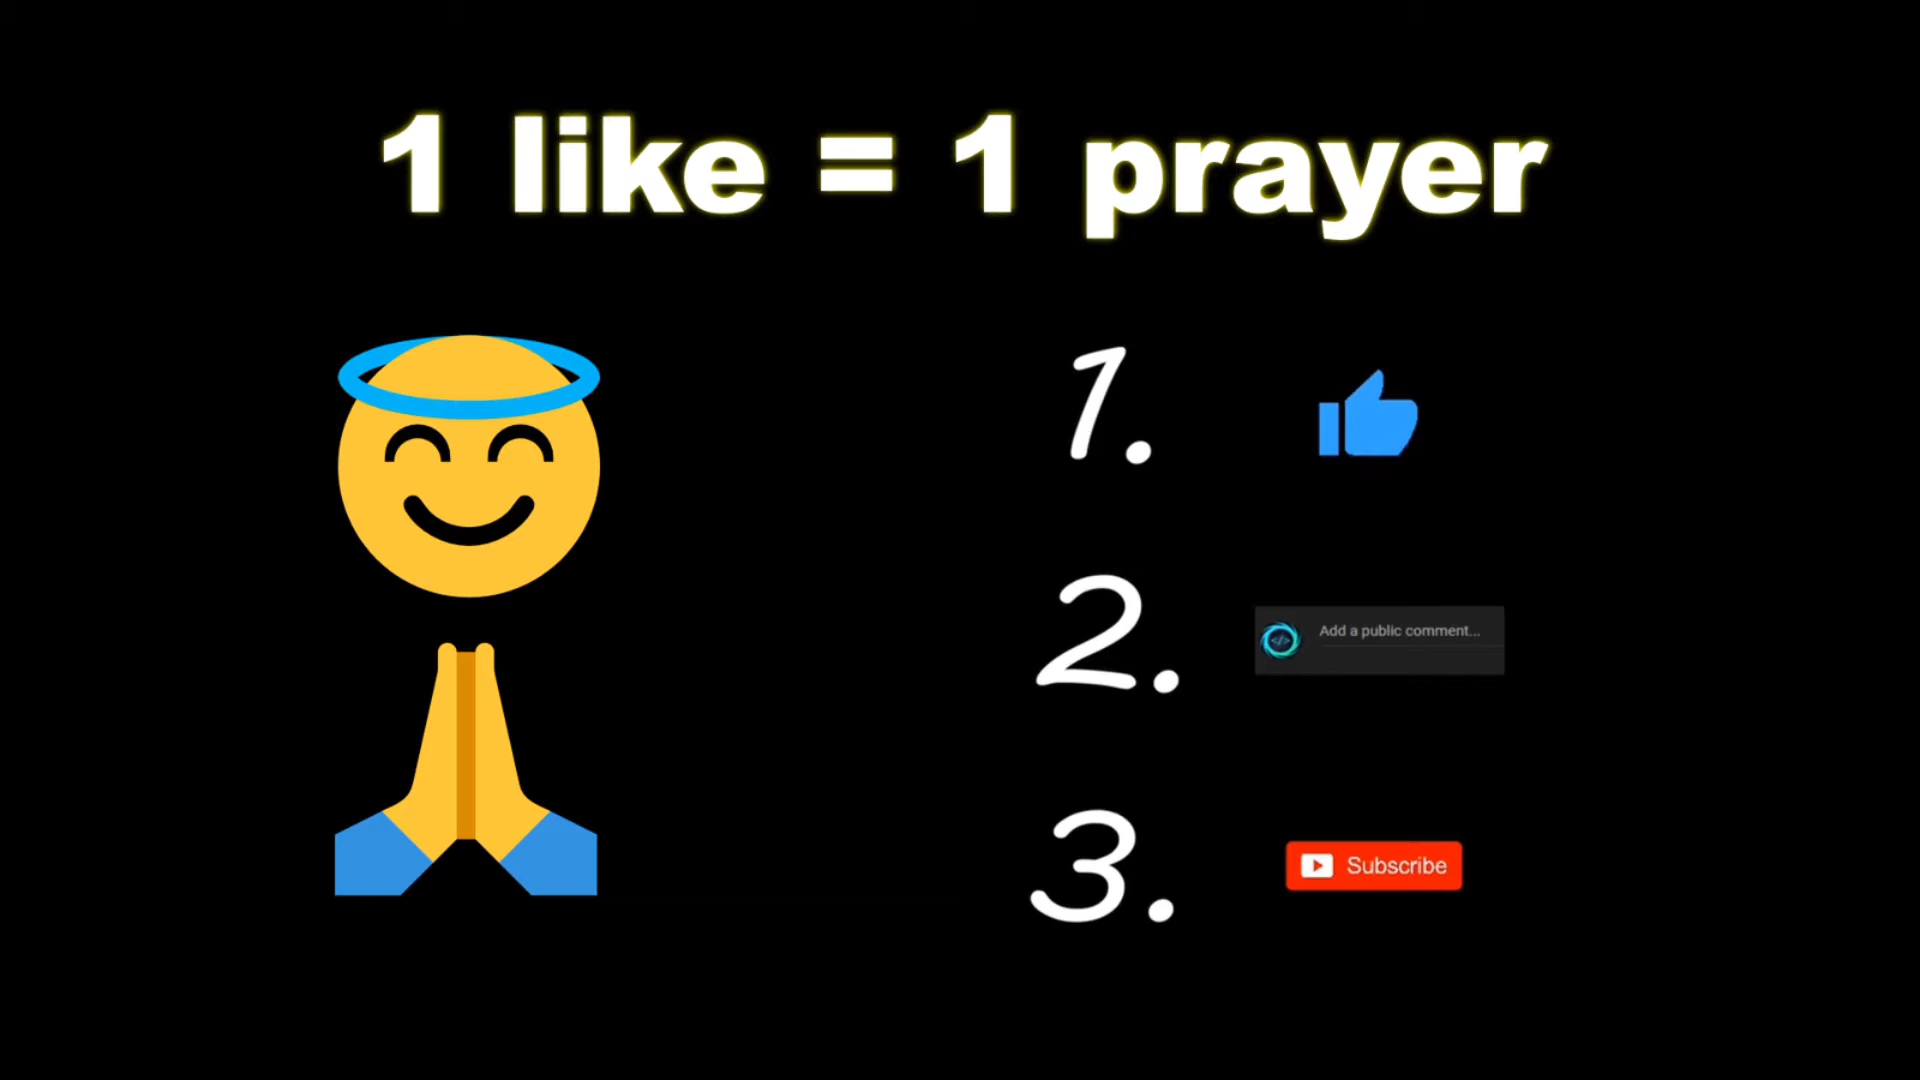 1 like = 1 prayer
1.
2.
Add a public comment...
3.
Subscribe